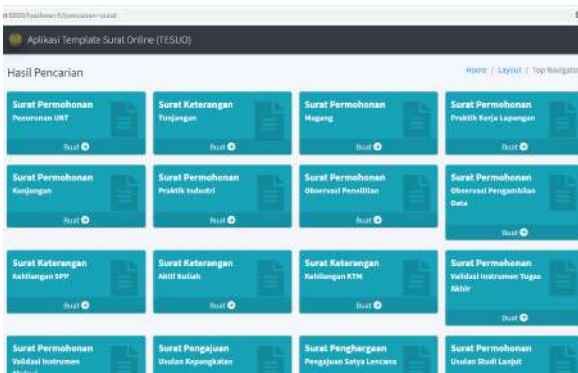 Aplikasi Template Surat Online (TESUO)
Hasil Pencarian
Home / Layout / Top Navigatio
Surat Permohonan
Penurunan UKT
Buat
Surat Keterangan
Tunjangan
Buat
Surat Permohonan
Magang
Buat
Surat Permohonan
Praktik Kerja Lapangan
Buat
Surat Permohonan
Kunjungan
Buat
Surat Permohonan
Praktik Industri
Buat
Surat Permohonan
Observasi Penelitian
Buat
Surat Permohonan
Observasi Pengambilan
Data
Buat
Surat Keterangan
Kehilangan SPP
Buat
Surat Keterangan
Aktif Kuliah
Buat
Surat Keterangan
Kehilangan KTM
Buat
Surat Permohonan
Validasi Instrumen Tugas
Akhir
Buat
Surat Permohonan
Validasi Instrumen
Surat Pengajuan
Usulan Kepangkatan
Surat Penghargaan
Pengajuan Satya Lencana
Surat Permohonan
Usulan Studi Lanjut